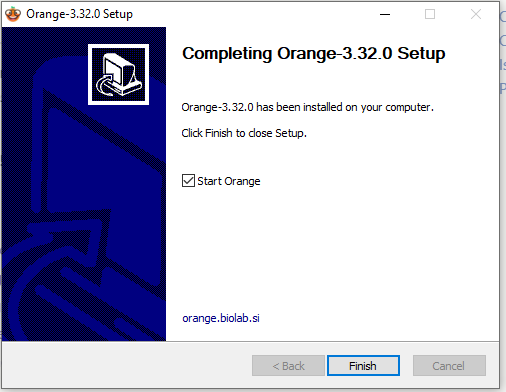 Orange-3.32.0 Setup
Completing Orange-3.32.0 Setup
Orange-3.32.0 has been installed on your computer.
Click Finish to close Setup.
Start Orange
orange.biolab.si
< Back
Finish
Cancel